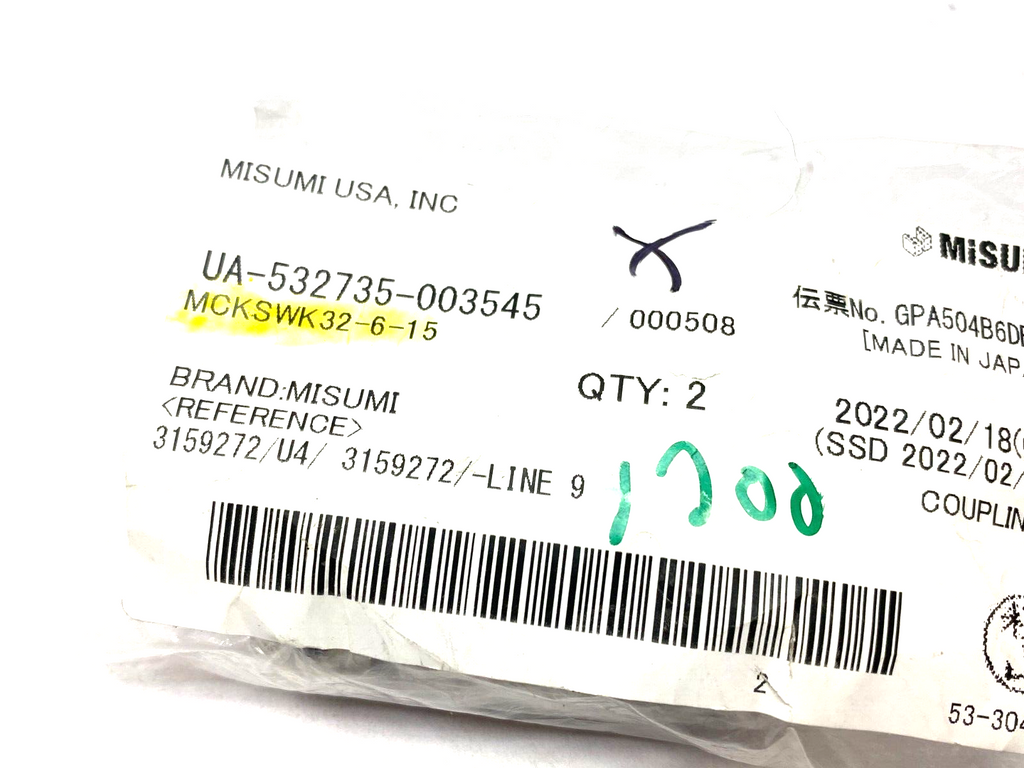 MISUMI USA, INC
MiSU
UA-532735-003545
/ 000508
伝票No. GPA504B6D
MCKSWK32-6-15
[MADE IN JAP
BRAND:MISUMI
QTY: 2
<REFERENCE>
2022/02/18(
3159272/U4/ 3159272/-LINE 9
(SSD 2022/02/
COUPLIN
2
53-304